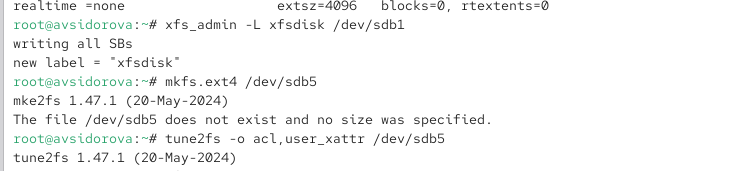 realtime =none                   extsz=4096   blocks=0, rtextents=0
root@avsidorova:~# xfs_admin -L xfsdisk /dev/sdb1
writing all SBs
new label = "xfsdisk"
root@avsidorova:~# mkfs.ext4 /dev/sdb5
mke2fs 1.47.1 (20-May-2024)
The file /dev/sdb5 does not exist and no size was specified.
root@avsidorova:~# tune2fs -o acl,user_xattr /dev/sdb5
tune2fs 1.47.1 (20-May-2024)